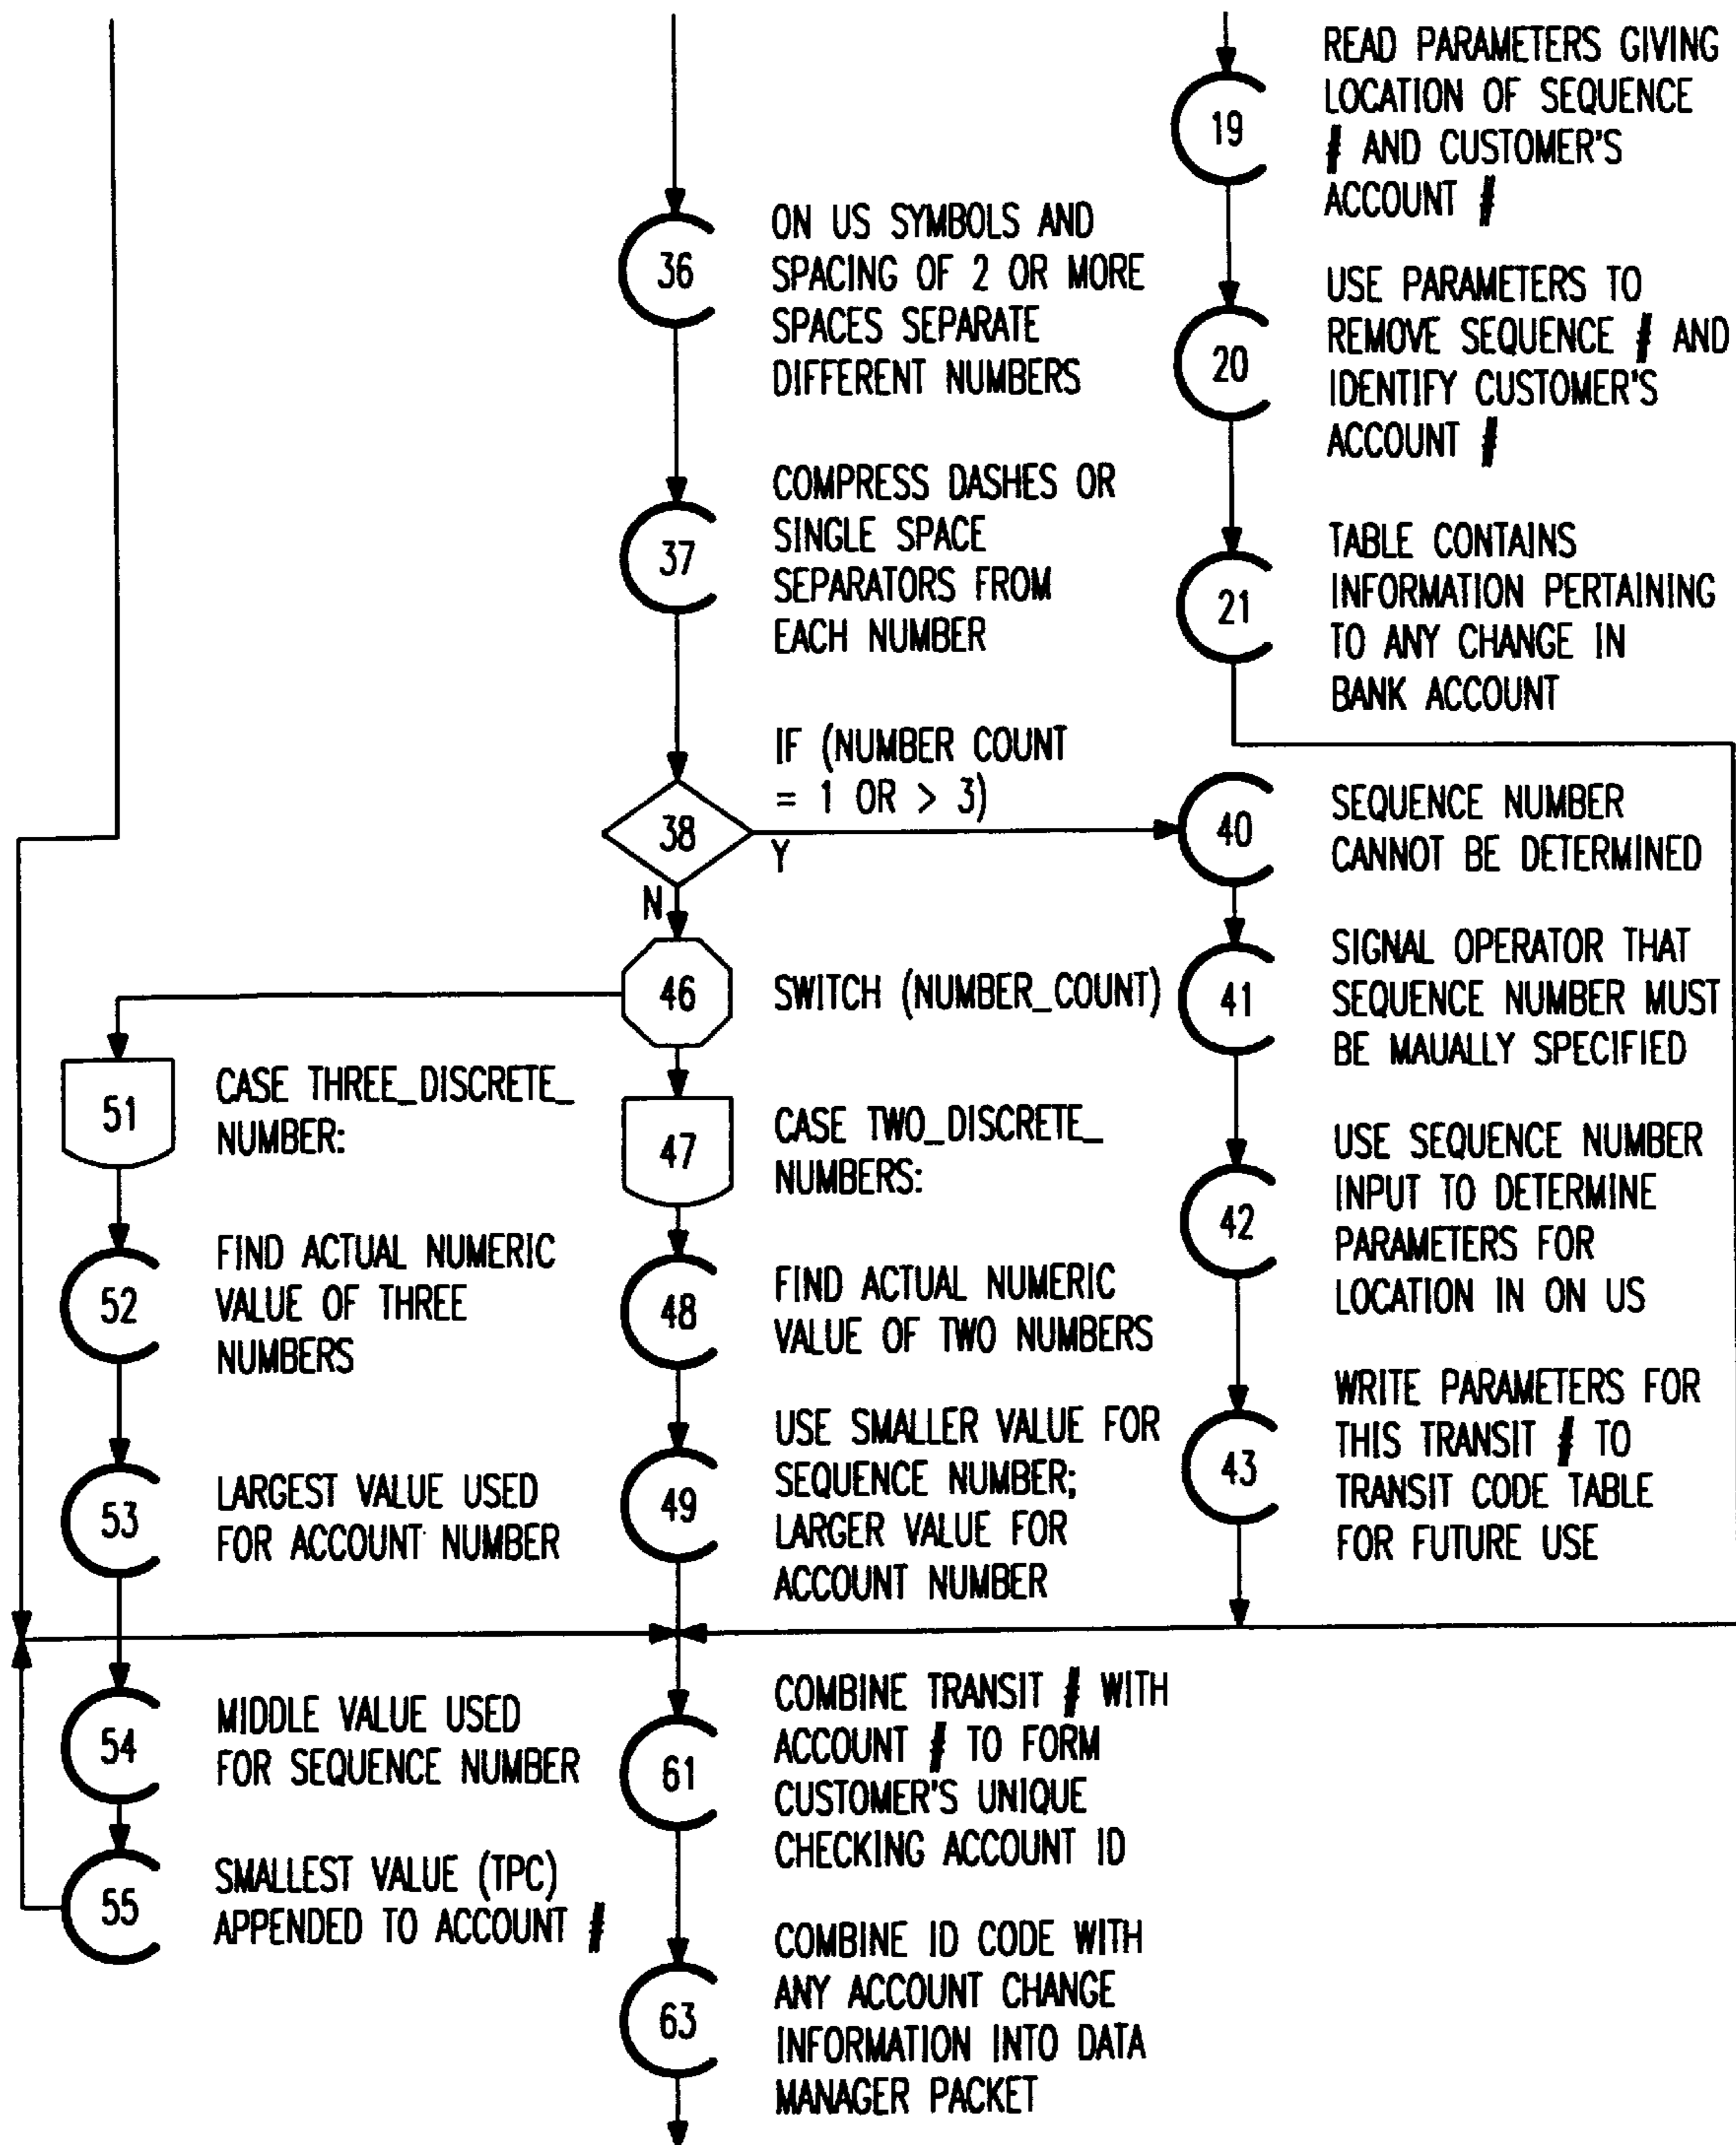 19
READ PARAMETERS GIVING
LOCATION OF SEQUENCE
# AND CUSTOMER'S
ACCOUNT #
36
ON US SYMBOLS AND
SPACING OF 2 OR MORE
SPACES SEPARATE
DIFFERENT NUMBERS
20
USE PARAMETERS TO
REMOVE SEQUENCE # AND
IDENTIFY CUSTOMER'S
ACCOUNT #
37
COMPRESS DASHES OR
SINGLE SPACE
SEPARATORS FROM
EACH NUMBER
21
TABLE CONTAINS
INFORMATION PERTAINING
TO ANY CHANGE IN
BANK ACCOUNT
38
IF (NUMBER COUNT
= 1 OR > 3)
Y
N
40
SEQUENCE NUMBER
CANNOT BE DETERMINED
46
SWITCH (NUMBER_COUNT)
41
SIGNAL OPERATOR THAT
SEQUENCE NUMBER MUST
BE MAUALLY SPECIFIED
51
CASE THREE_DISCRETE_
NUMBER:
47
CASE TWO_DISCRETE_
NUMBERS:
42
USE SEQUENCE NUMBER
INPUT TO DETERMINE
PARAMETERS FOR
LOCATION IN ON US
52
FIND ACTUAL NUMERIC
VALUE OF THREE
NUMBERS
48
FIND ACTUAL NUMERIC
VALUE OF TWO NUMBERS
43
WRITE PARAMETERS FOR
THIS TRANSIT # TO
TRANSIT CODE TABLE
FOR FUTURE USE
53
LARGEST VALUE USED
FOR ACCOUNT NUMBER
49
USE SMALLER VALUE FOR
SEQUENCE NUMBER;
LARGER VALUE FOR
ACCOUNT NUMBER
54
MIDDLE VALUE USED
FOR SEQUENCE NUMBER
61
COMBINE TRANSIT # WITH
ACCOUNT # TO FORM
CUSTOMER'S UNIQUE
CHECKING ACCOUNT ID
55
SMALLEST VALUE (TPC)
APPENDED TO ACCOUNT #
63
COMBINE ID CODE WITH
ANY ACCOUNT CHANGE
INFORMATION INTO DATA
MANAGER PACKET